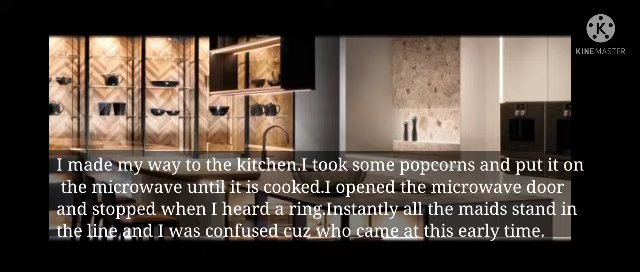 KINEMASTER
I made my way to the kitchen.I took some popcorns and put it on
the microwave until it is cooked.I opened the microwave door
and stopped when I heard a ring.Instantly all the maids stand in
the line,and I was confused cuz who came at this early time.